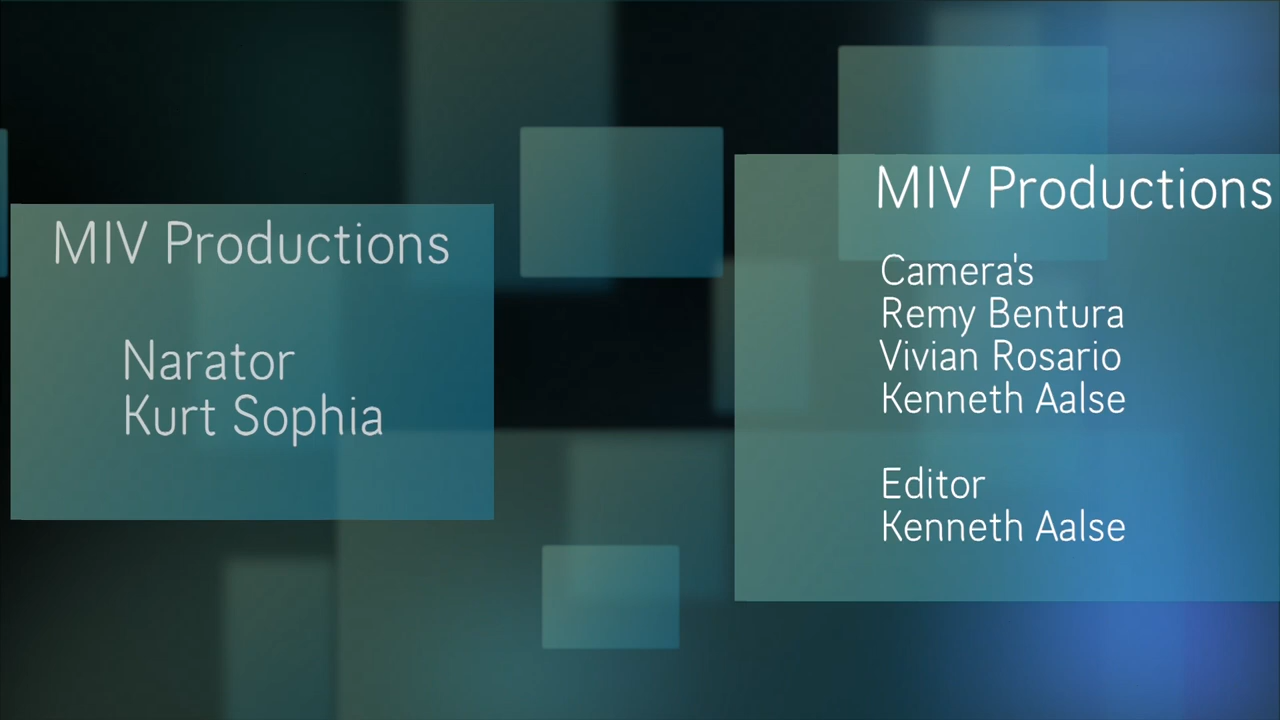 MIV Productions
Narator
Kurt Sophia
MIV Productions
Camera's
Remy Bentura
Vivian Rosario
Kenneth Aalse
Editor
Kenneth Aalse